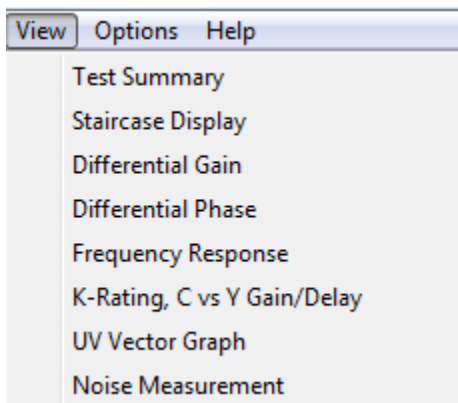 View Options Help
Test Summary
Staircase Display
Differential Gain
Differential Phase
Frequency Response
K-Rating, C vs Y Gain/Delay
UV Vector Graph
Noise Measurement